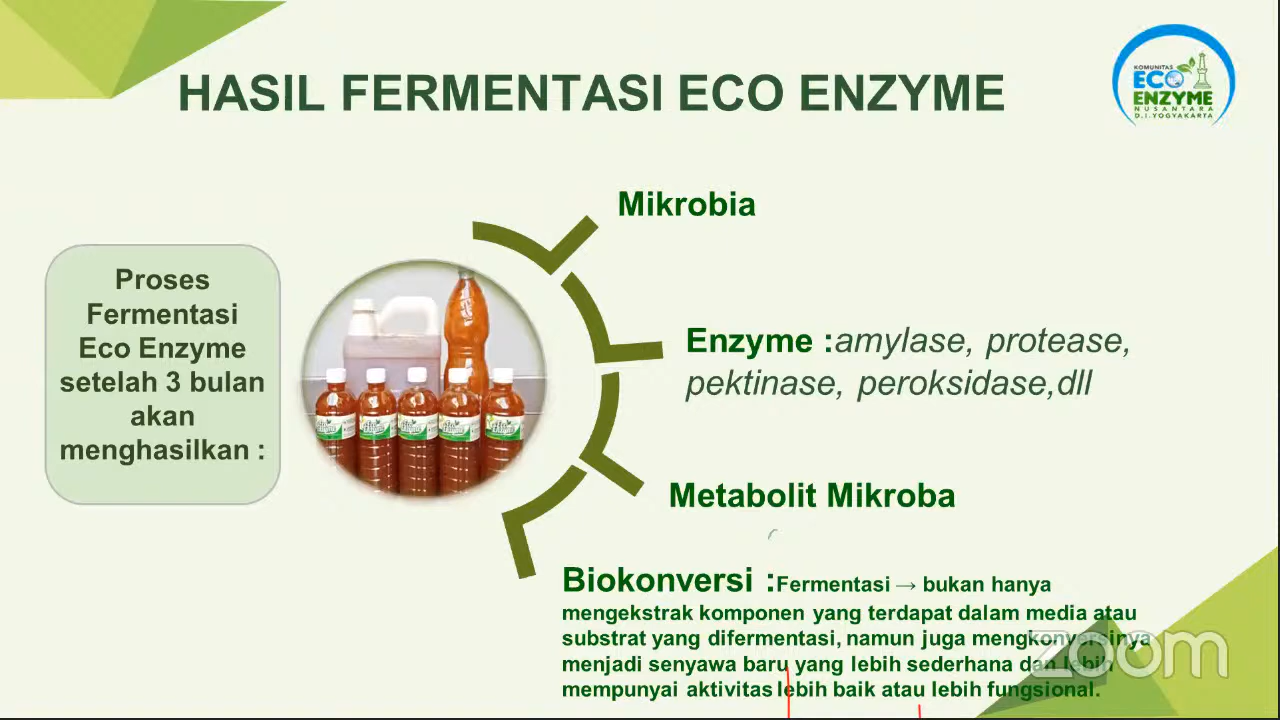 HASIL FERMENTASI ECO ENZYME
KOMUNITAS
ECO
ENZYME
NUSANTARA
D.I.YOGYAKARTA
Proses
Fermentasi
Eco Enzyme
setelah 3 bulan
akan
menghasilkan :
Mikrobia
Enzyme :amylase, protease,
pektinase, peroksidase,dll
Metabolit Mikroba
Biokonversi :Fermentasi → bukan hanya
mengekstrak komponen yang terdapat dalam media atau
substrat yang difermentasi, namun juga mengkonversinya
menjadi senyawa baru yang lebih sederhana dan lebih
mempunyai aktivitas lebih baik atau lebih fungsional.
zoom